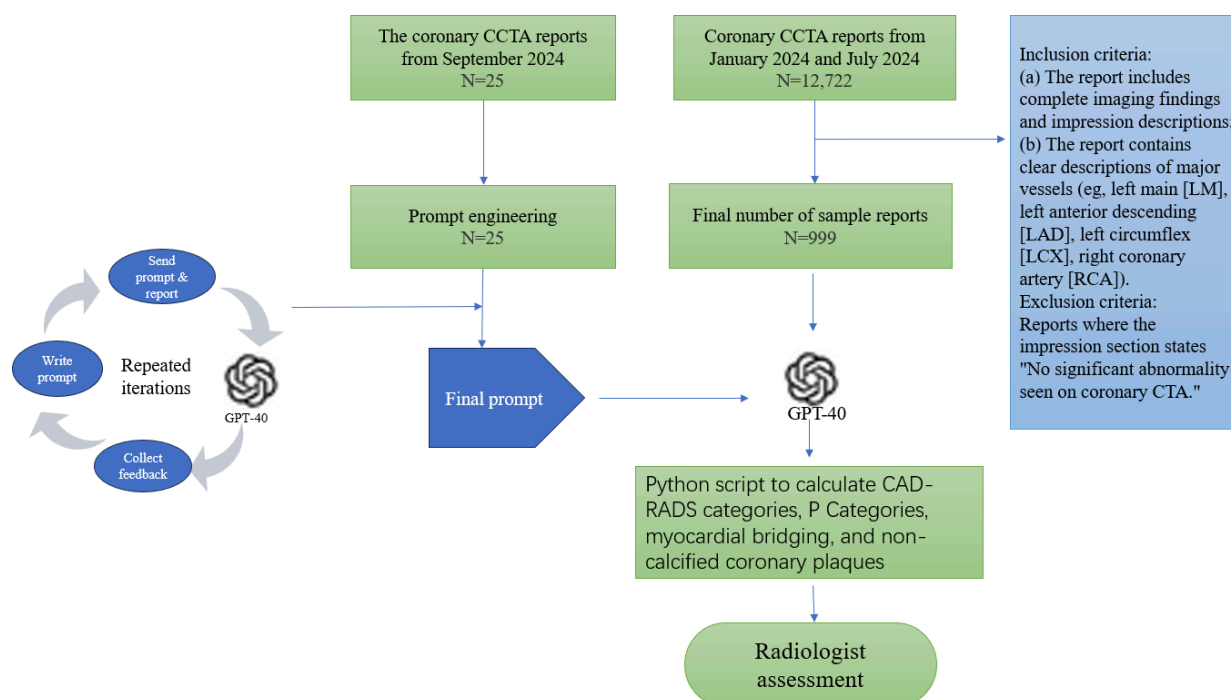 The coronary CCTA reports
from September 2024
N=25
Coronary CCTA reports from
January 2024 and July 2024
N=12,722
Inclusion criteria:
(a) The report includes
complete imaging findings
and impression descriptions;
(b) The report contains
clear descriptions of major
vessels (eg, left main [LM],
left anterior descending
[LAD], left circumflex
[LCX], right coronary
artery [RCA]).
Exclusion criteria:
Reports where the
impression section states
"No significant abnormality
seen on coronary CTA."
Prompt engineering
N=25
Final number of sample reports
N=999
Send
prompt &
report
Write
prompt
Repeated
iterations
GPT-40
Collect
feedback
Final prompt
GPT-40
Python script to calculate CAD-
RADS categories, P Categories,
myocardial bridging, and non-
calcified coronary plaques
Radiologist
assessment